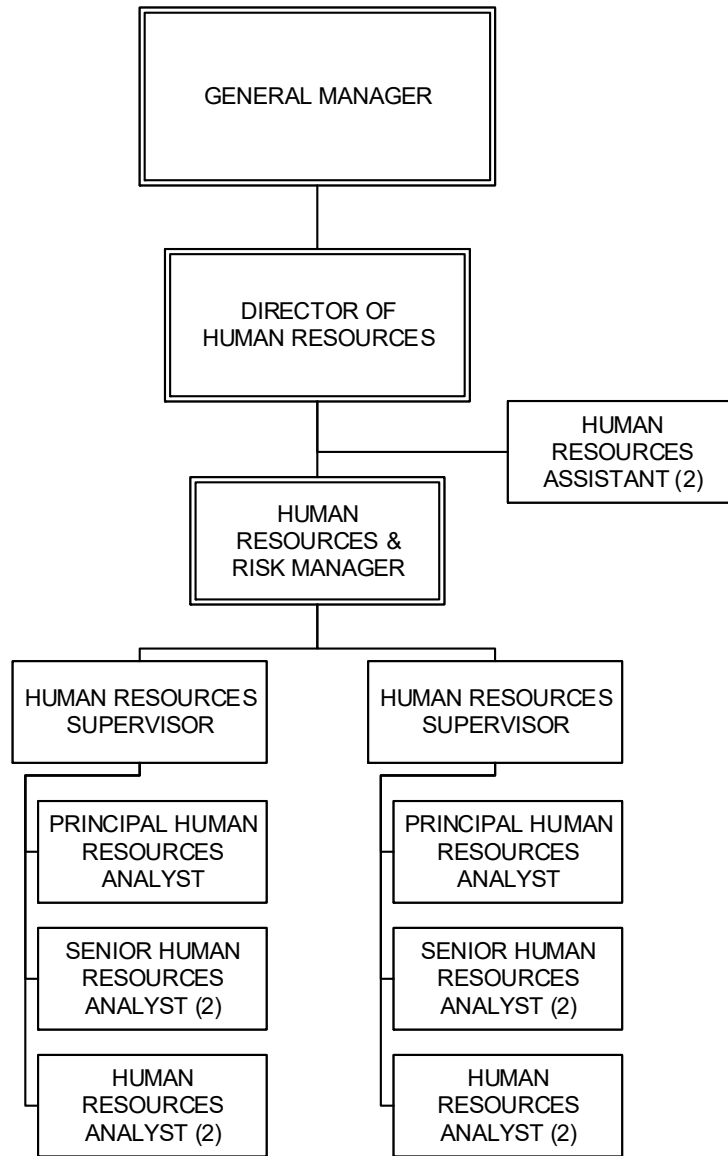 GENERAL MANAGER
DIRECTOR OF
HUMAN RESOURCES
HUMAN
RESOURCES
ASSISTANT (2)
HUMAN
RESOURCES &
RISK MANAGER
HUMAN RESOURCES
SUPERVISOR
HUMAN RESOURCES
SUPERVISOR
PRINCIPAL HUMAN
RESOURCES
ANALYST
PRINCIPAL HUMAN
RESOURCES
ANALYST
SENIOR HUMAN
RESOURCES
ANALYST (2)
SENIOR HUMAN
RESOURCES
ANALYST (2)
HUMAN
RESOURCES
ANALYST (2)
HUMAN
RESOURCES
ANALYST (2)